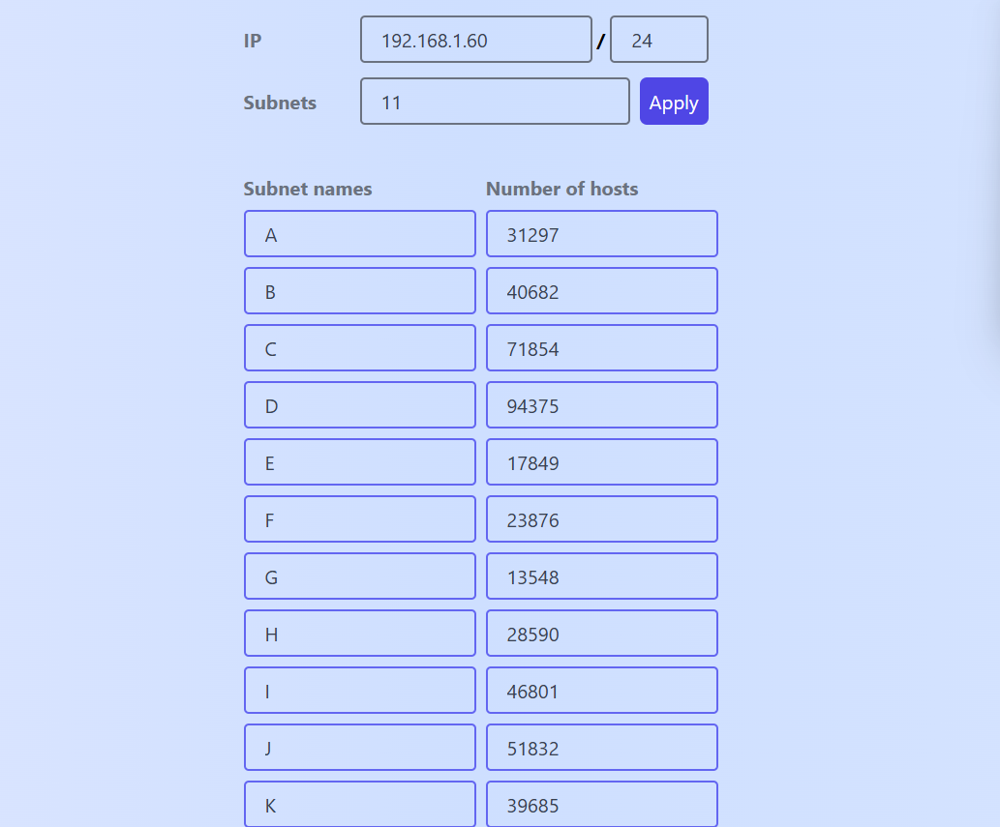 IP 192.168.1.60 / 24
Subnets 11 Apply
Subnet names Number of hosts
A 31297
B 40682
C 71854
D 94375
E 17849
F 23876
G 13548
H 28590
I 46801
J 51832
K 39685